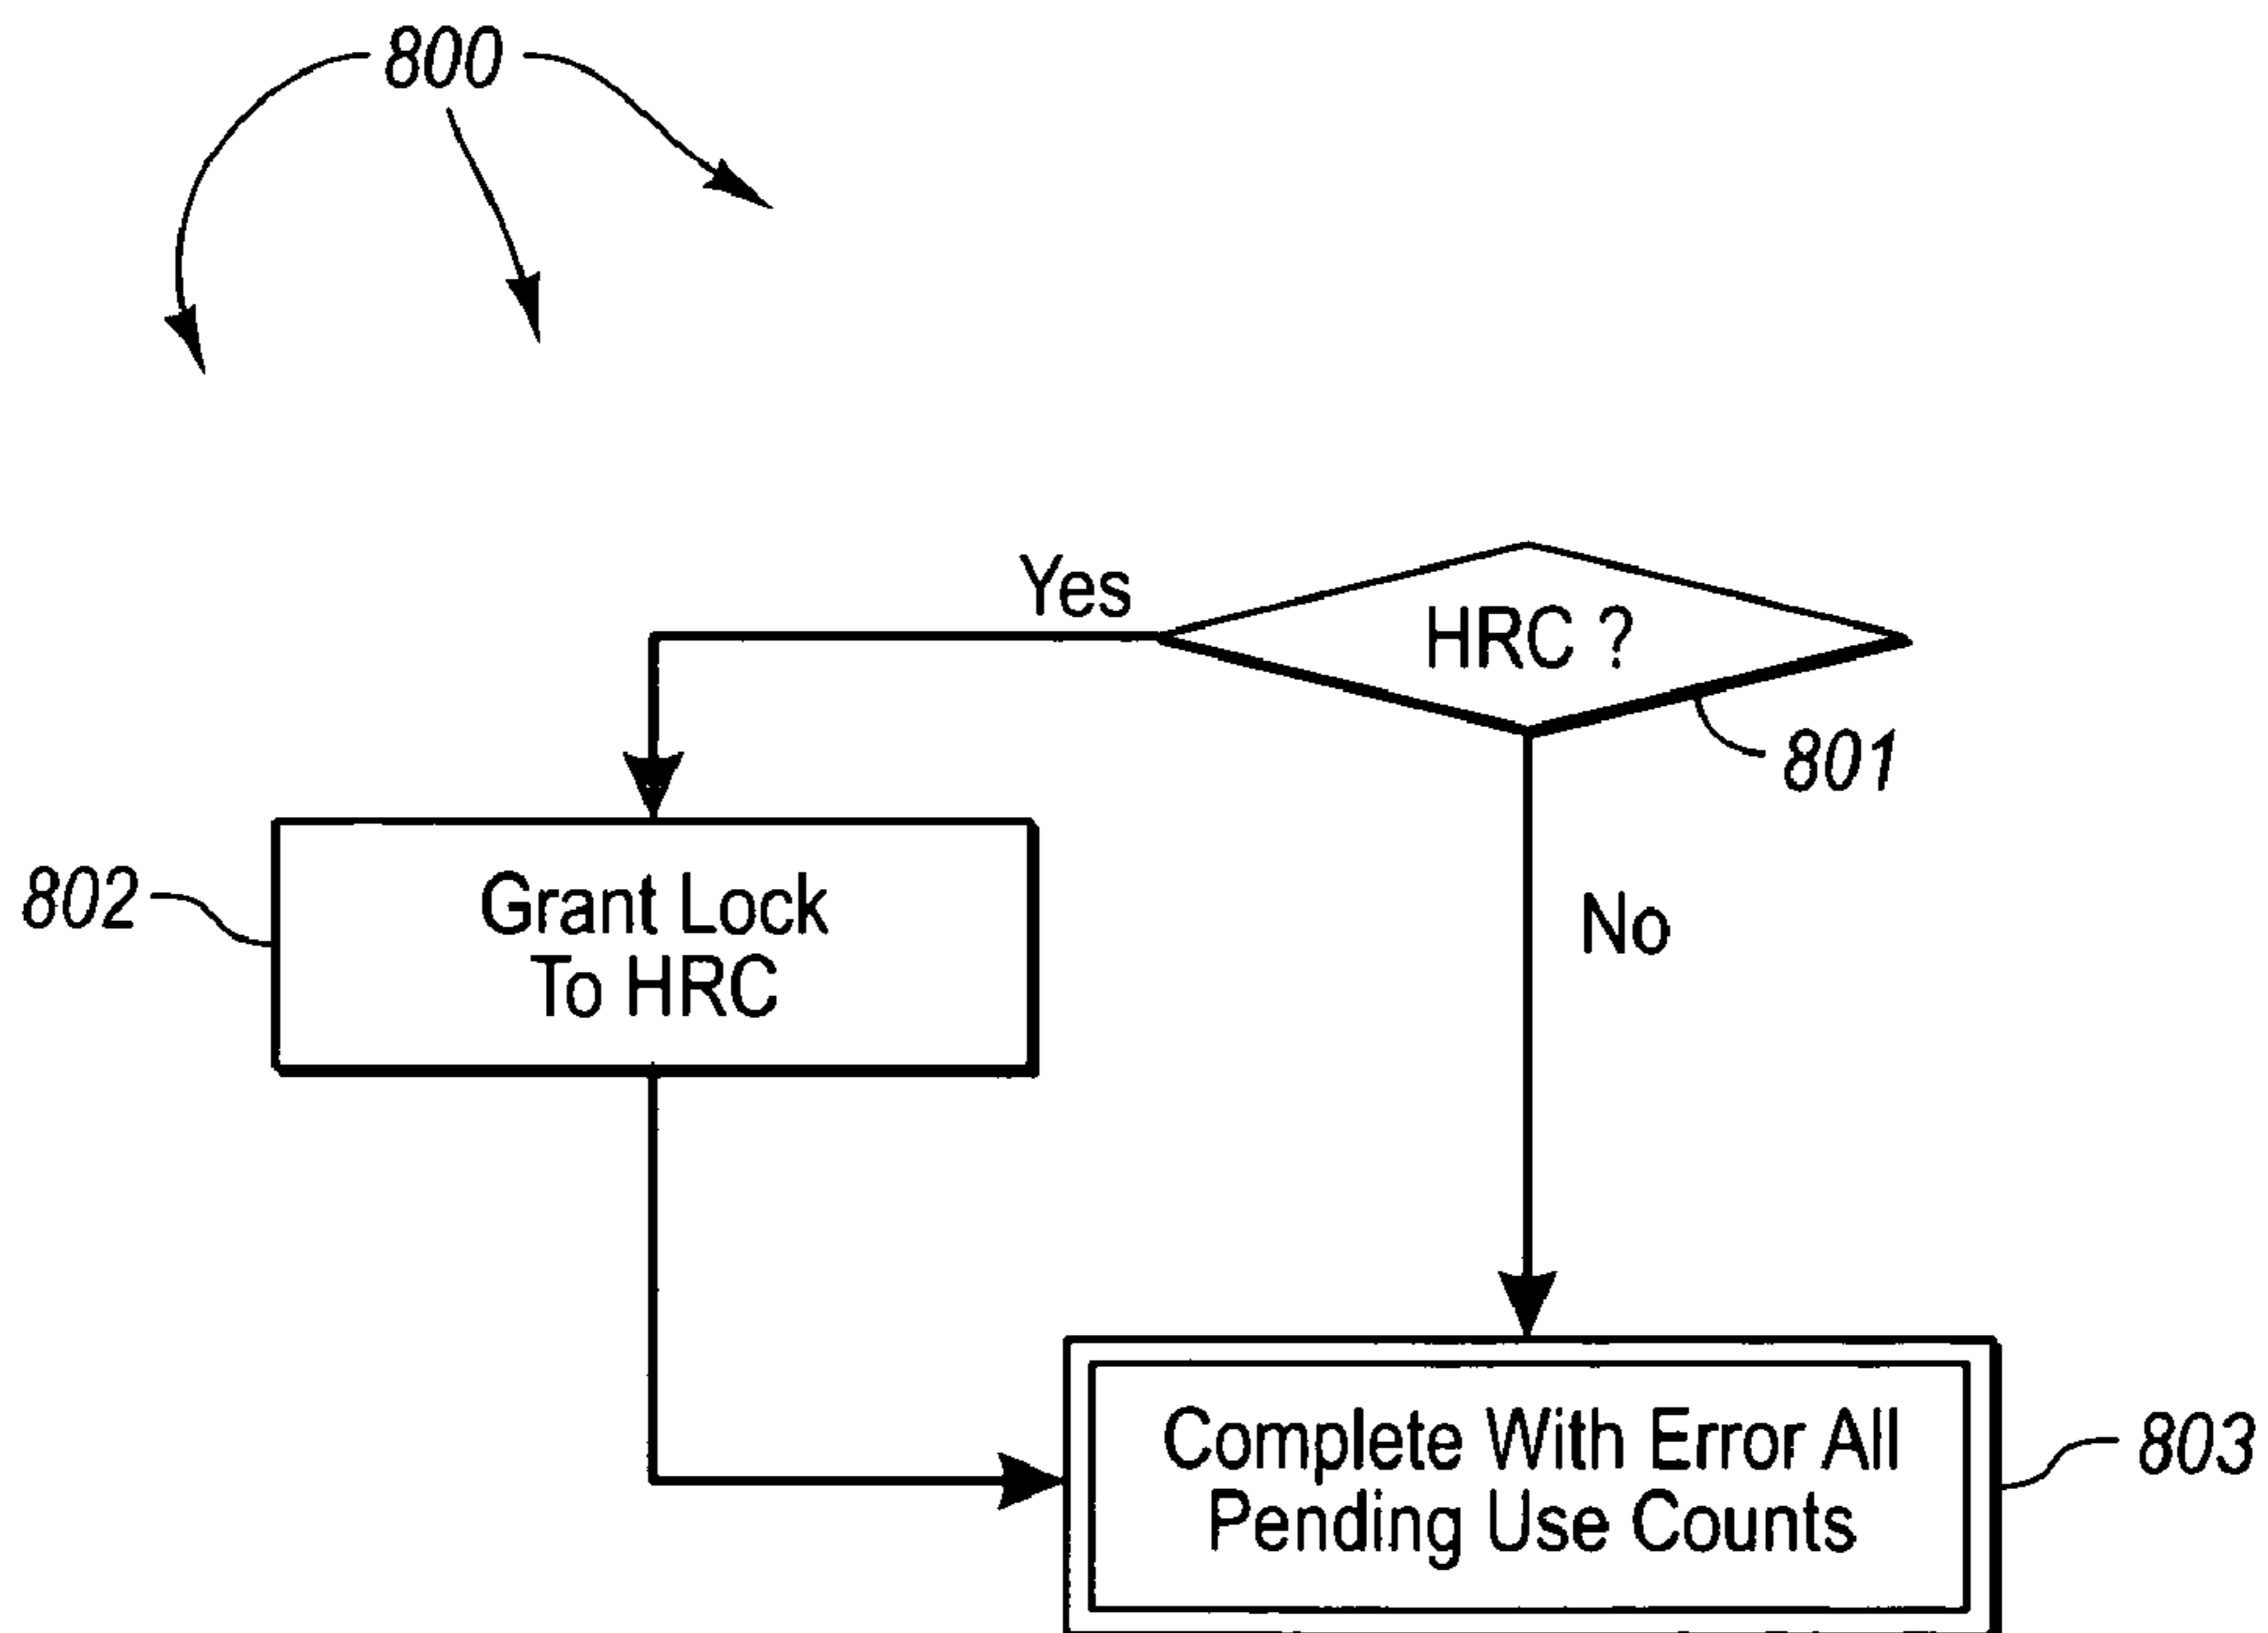 800
Yes
HRC ?
801
802
Grant Lock
To HRC
No
Complete With Error All
Pending Use Counts
803